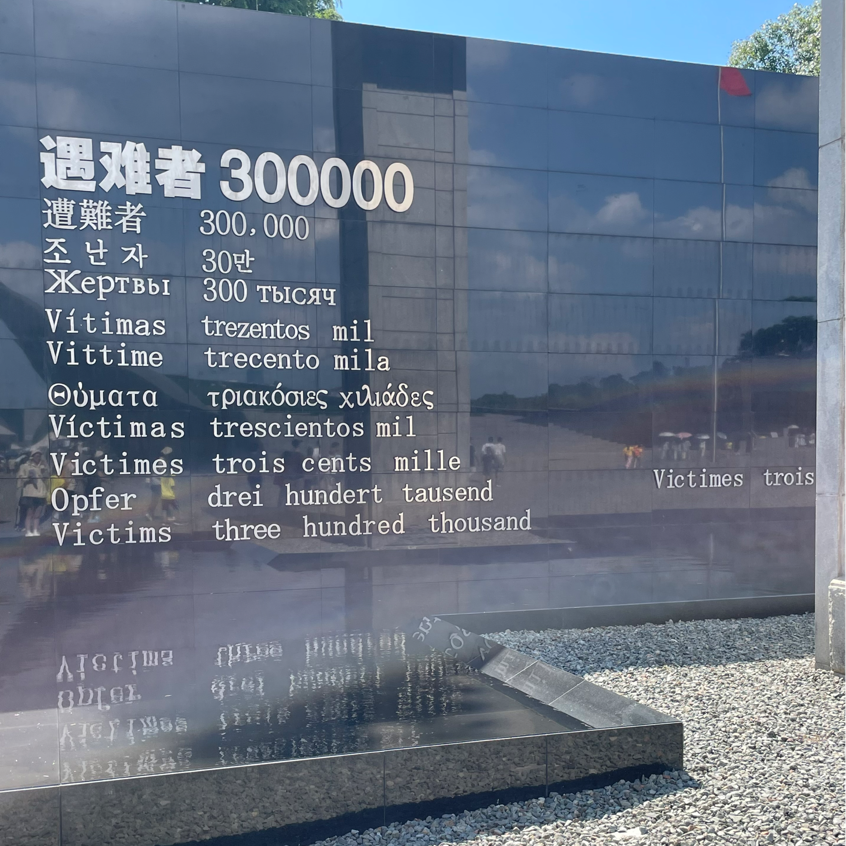 遇难者 300000
遭難者 300,000
조난자 30만
Жертвы 300 тысяч
Vítimas trezentos mil
Vittime trecento mila
Θύματα τριακόσιες χιλιάδες
Víctimas trescientos mil
Victimes trois cents mille
Opfer drei hundert tausend
Victims three hundred thousand
Victimes trois